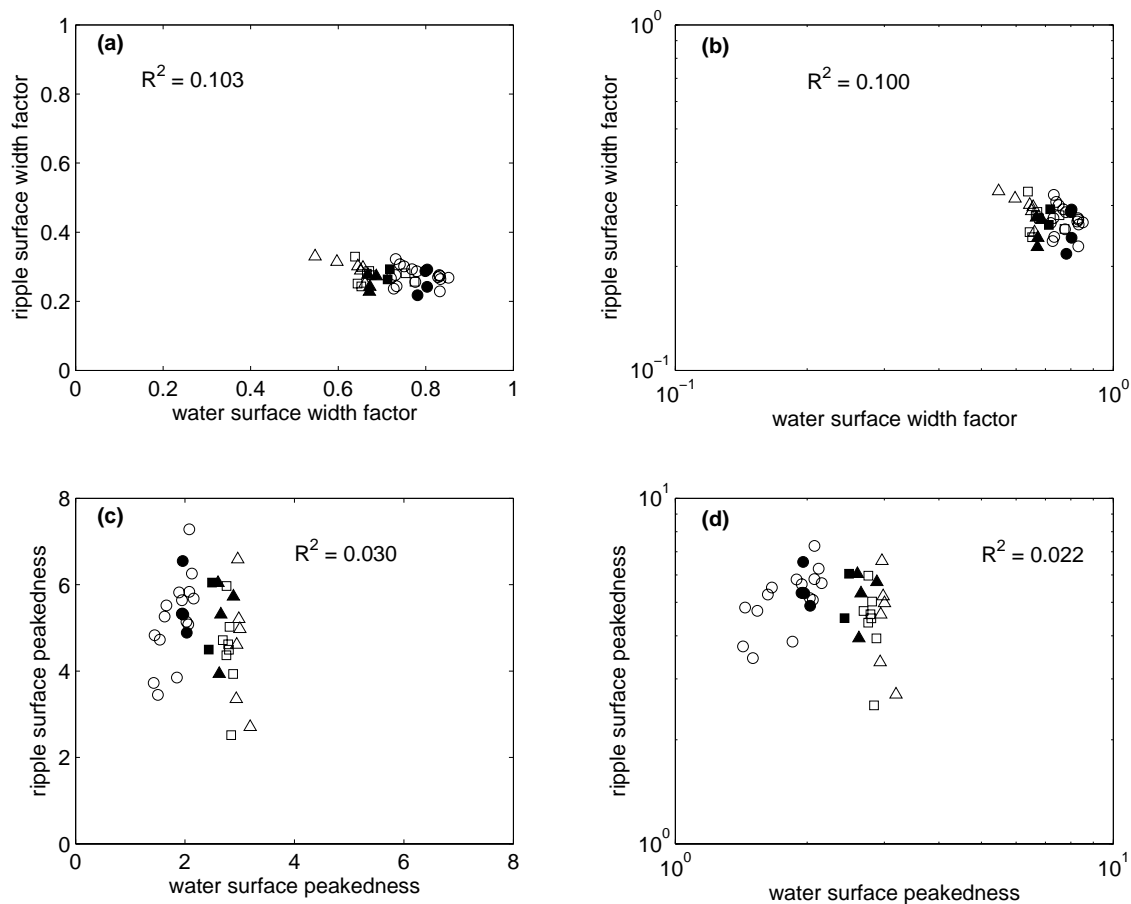 (a)
R² = 0.103
ripple surface width factor
1
0.8
0.6
0.4
0.2
0
0 0.2 0.4 0.6 0.8 1
water surface width factor
(b)
R² = 0.100
ripple surface width factor
10⁰
10⁻¹
10⁻¹ 10⁰
water surface width factor
(c)
R² = 0.030
ripple surface peakedness
8
6
4
2
0
0 2 4 6 8
water surface peakedness
(d)
R² = 0.022
ripple surface peakedness
10¹
10⁰
10⁰ 10¹
water surface peakedness